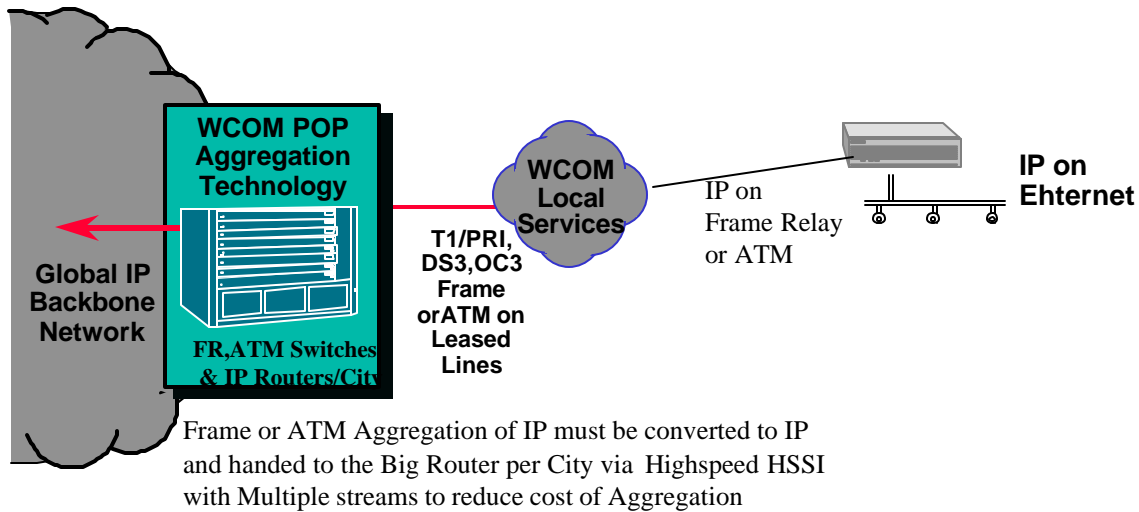 WCOM POP
Aggregation
Technology
Global IP
Backbone
Network
FR,ATM Switches
& IP Routers/City
T1/PRI,
DS3,OC3
Frame
orATM on
Leased
Lines
WCOM
Local
Services
IP on
Frame Relay
or ATM
IP on
Ehternet
Frame or ATM Aggregation of IP must be converted to IP
and handed to the Big Router per City via Highspeed HSSI
with Multiple streams to reduce cost of Aggregation